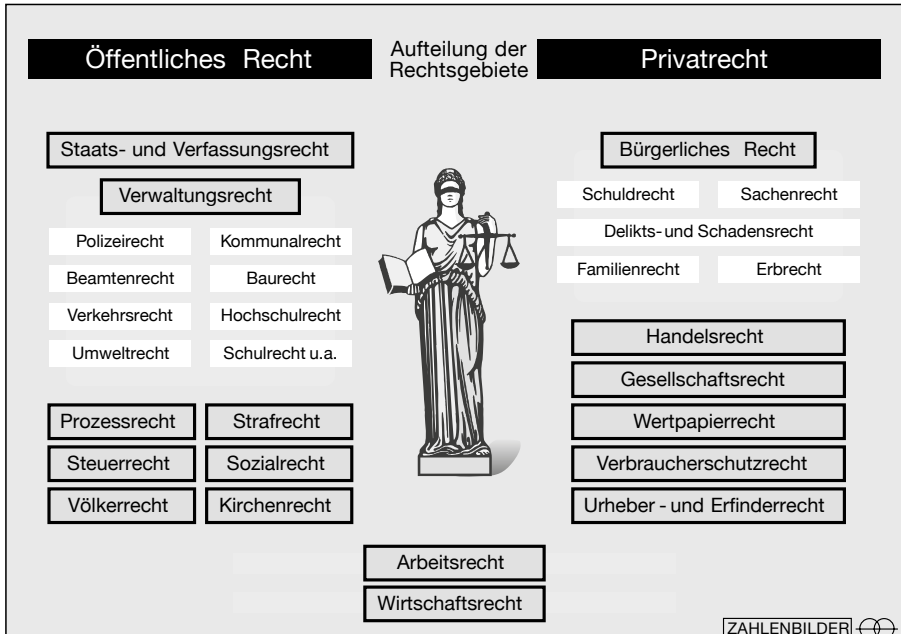 Öffentliches Recht
Aufteilung der
Rechtsgebiete
Privatrecht
Staats- und Verfassungsrecht
Verwaltungsrecht
Polizeirecht
Kommunalrecht
Beamtenrecht
Baurecht
Verkehrsrecht
Hochschulrecht
Umweltrecht
Schulrecht u.a.
Prozessrecht
Strafrecht
Steuerrecht
Sozialrecht
Völkerrecht
Kirchenrecht
Bürgerliches Recht
Schuldrecht
Sachenrecht
Delikts- und Schadensrecht
Familienrecht
Erbrecht
Handelsrecht
Gesellschaftsrecht
Wertpapierrecht
Verbraucherschutzrecht
Urheber - und Erfinderrecht
Arbeitsrecht
Wirtschaftsrecht
ZAHLENBILDER